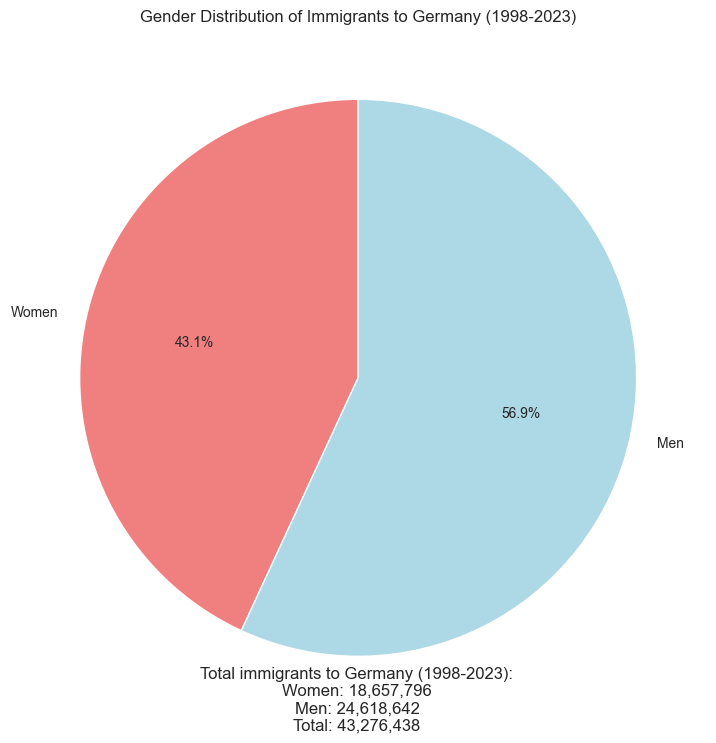 Gender Distribution of Immigrants to Germany (1998-2023)
Women
43.1%
56.9%
Men
Total immigrants to Germany (1998-2023):
Women: 18,657,796
Men: 24,618,642
Total: 43,276,438